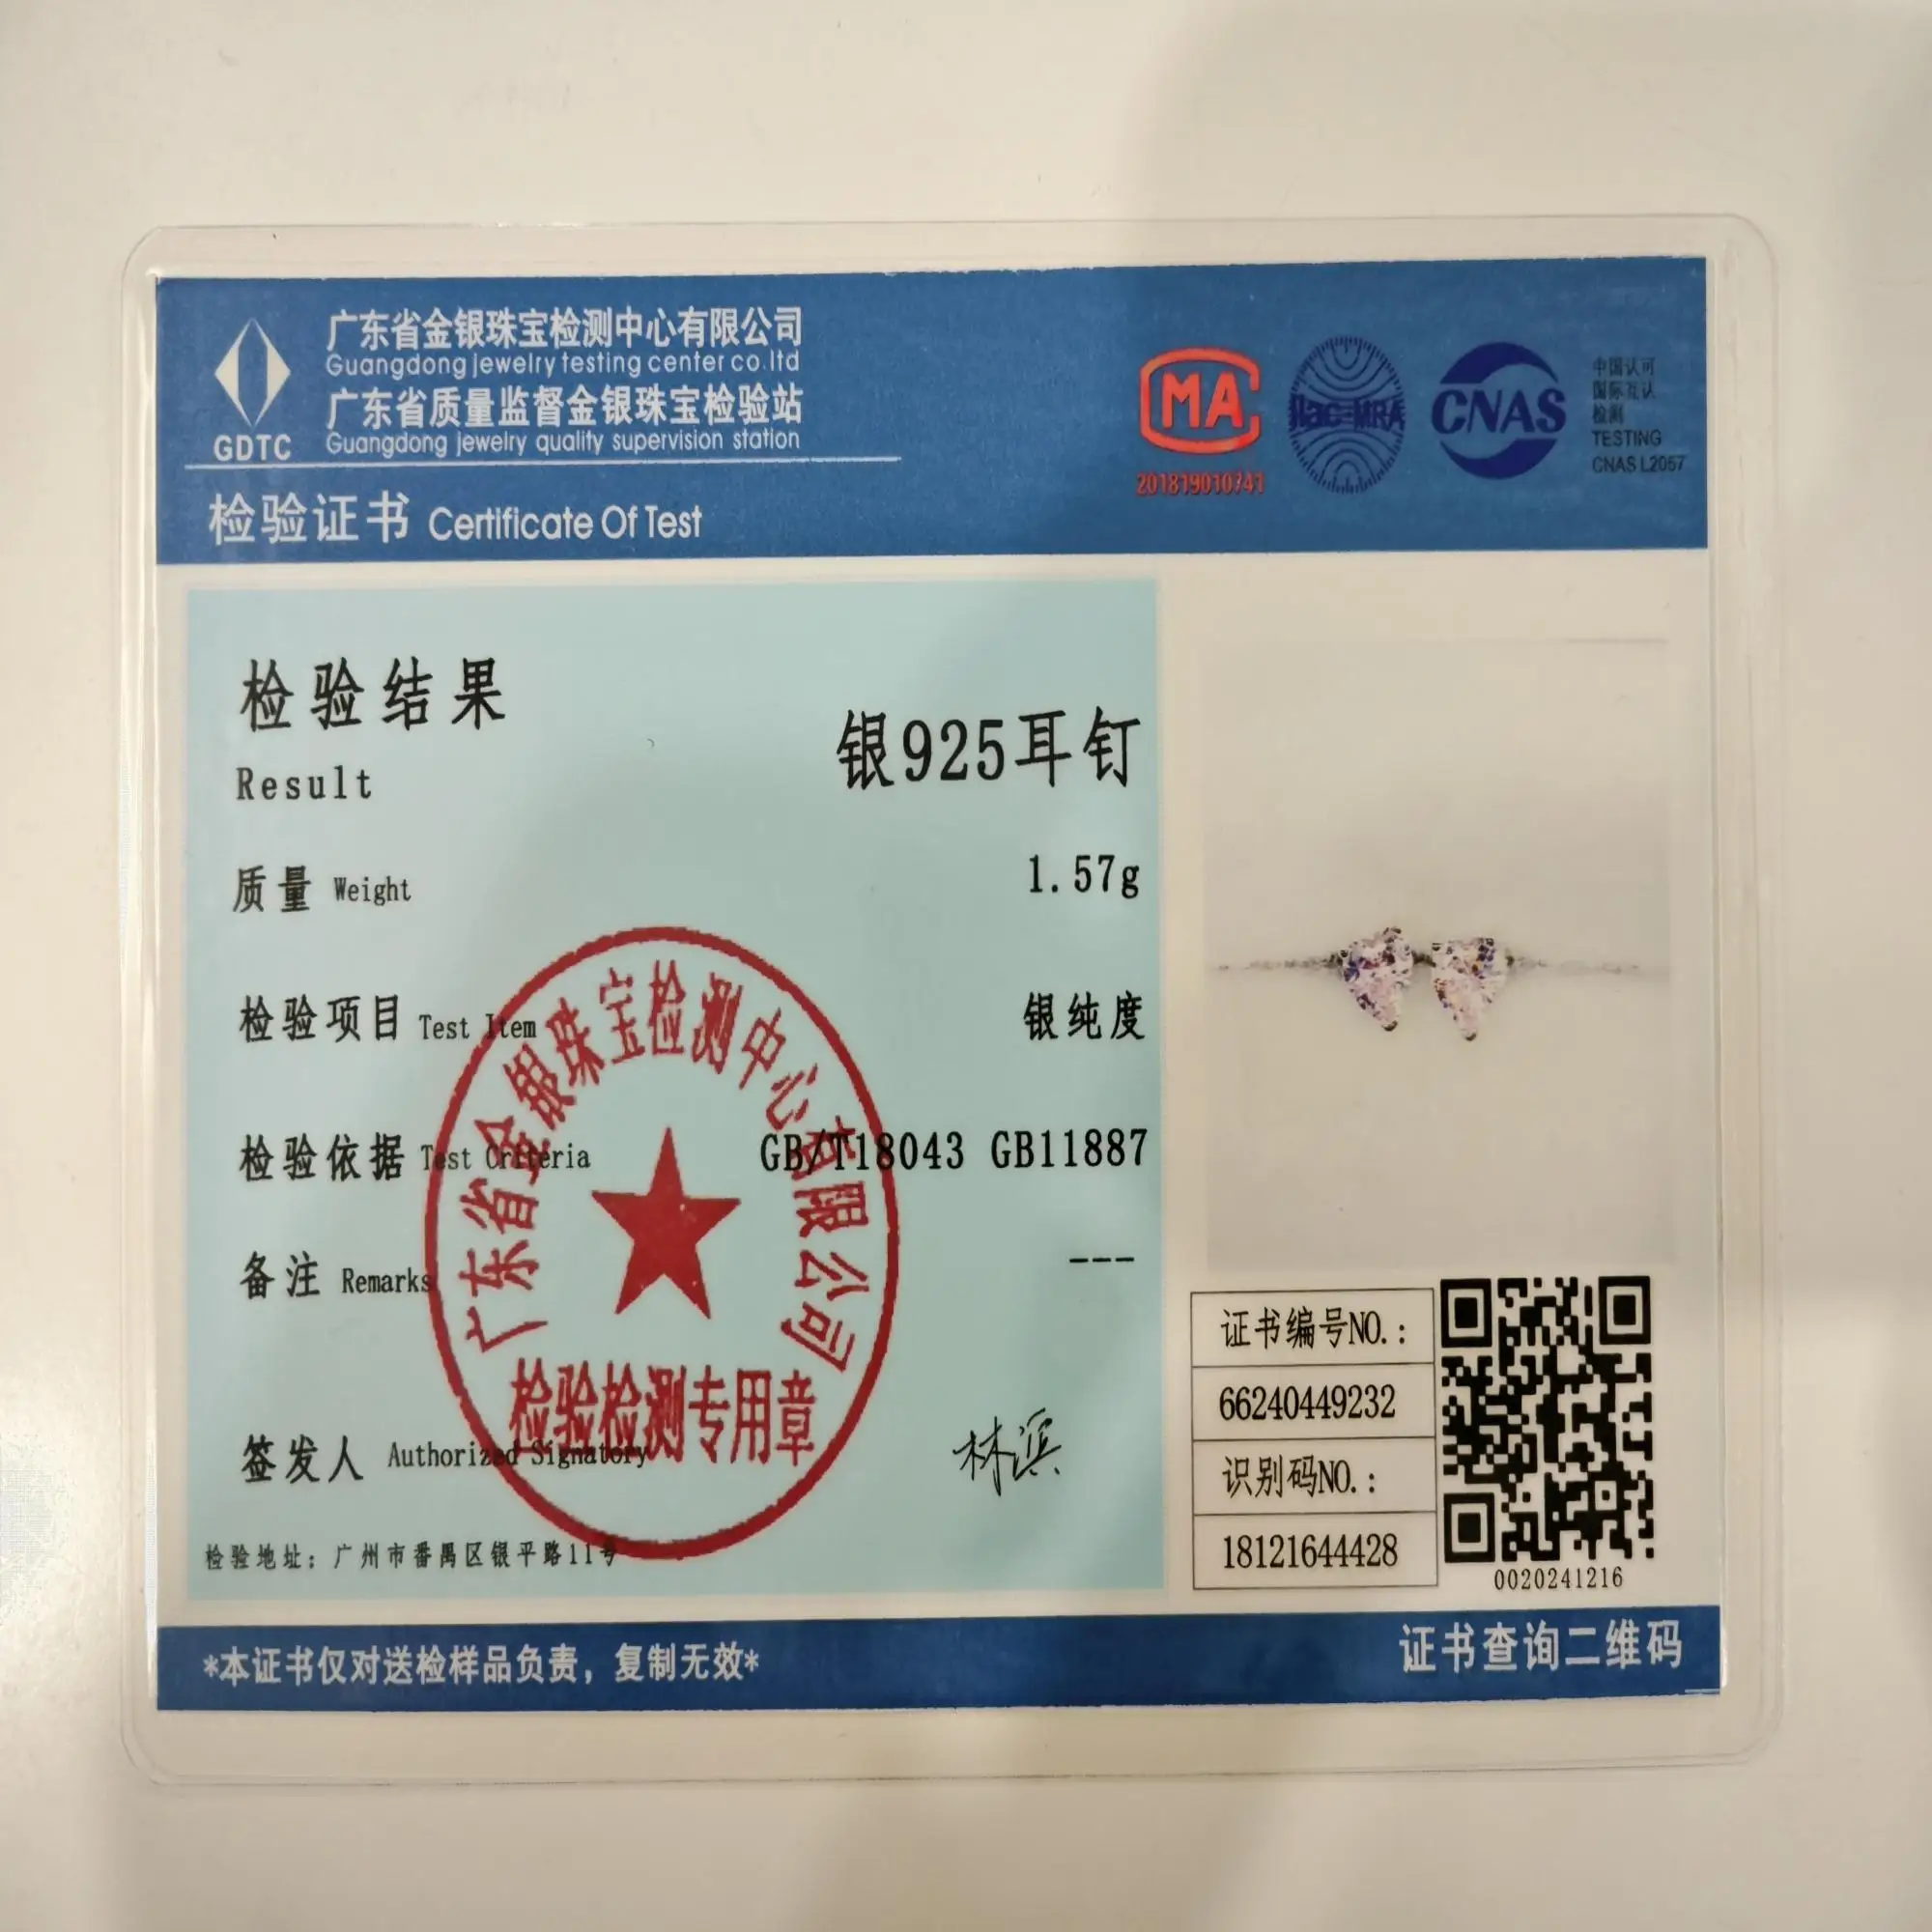 广东省金银珠宝检测中心有限公司
Guangdong jewelry testing center co.ltd
广东省质量监督金银珠宝检验站
Guangdong jewelry quality supervision station
GDTC
检验证书 Certificate Of Test
MA
201819010741
ilac-MRA
CNAS
中国认可
国际互认
检测
TESTING
CNAS L2057
检验结果
Result
银925耳钉
质量 Weight 1.57g
检验项目 Test Item 银纯度
检验依据 Test Criteria GB/T18043 GB11887
备注 Remarks ---
签发人 Authorized Signatory 林滨
检验地址：广州市番禺区银平路11号
广东省金银珠宝检测中心有限公司
检验检测专用章
证书编号NO.：
66240449232
识别码NO.：
18121644428
0020241216
*本证书仅对送检样品负责，复制无效*
证书查询二维码